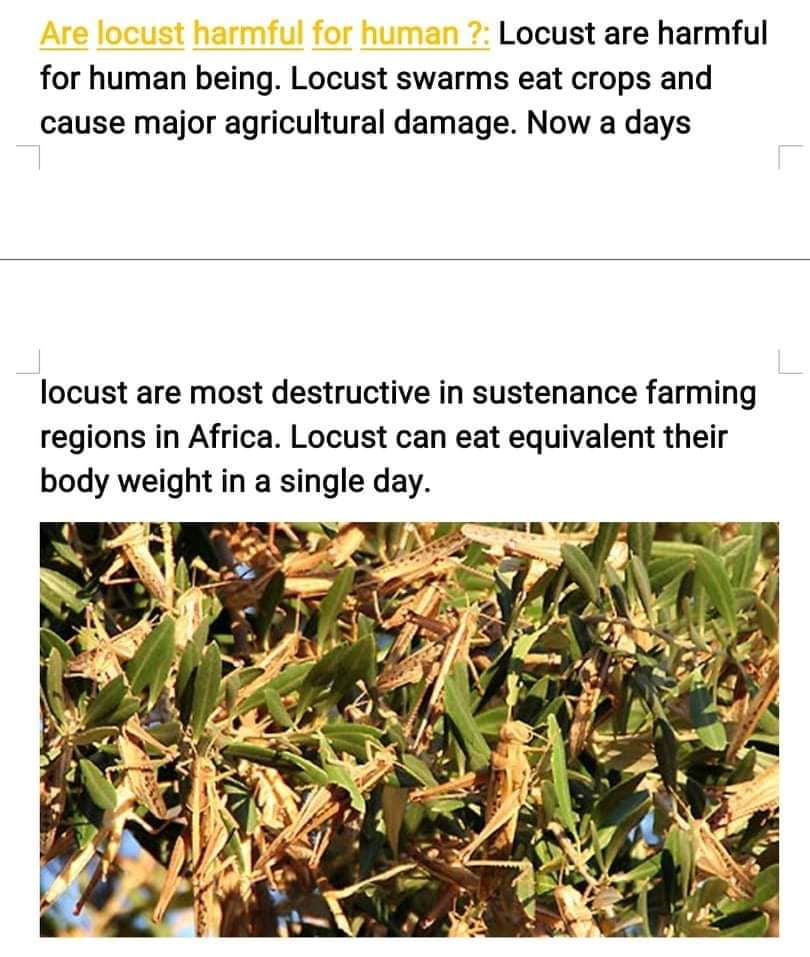 Are locust harmful for human ?: Locust are harmful
for human being. Locust swarms eat crops and
cause major agricultural damage. Now a days
locust are most destructive in sustenance farming
regions in Africa. Locust can eat equivalent their
body weight in a single day.